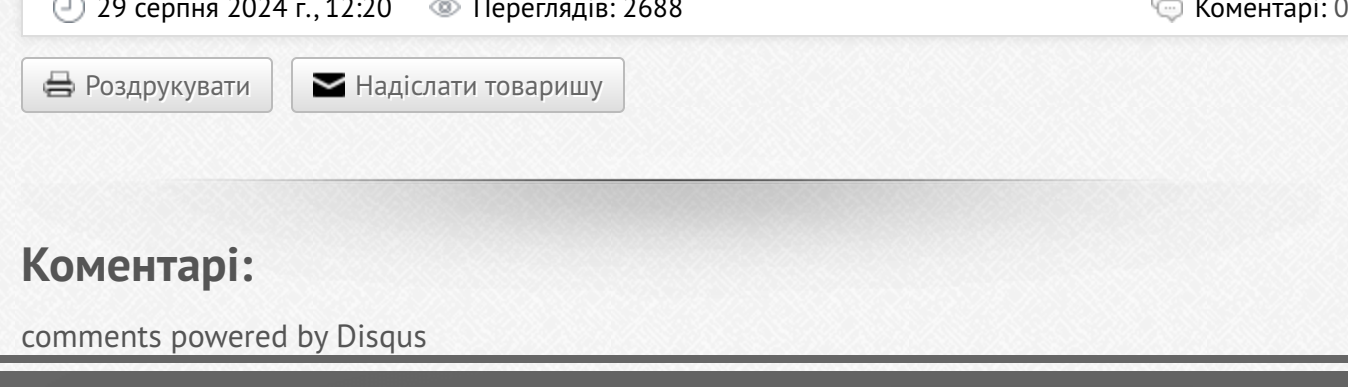 29 серпня 2024 г., 12:20 Переглядів: 2688 Коментарі: 0
Роздрукувати Надіслати товаришу
Коментарі:
comments powered by Disqus